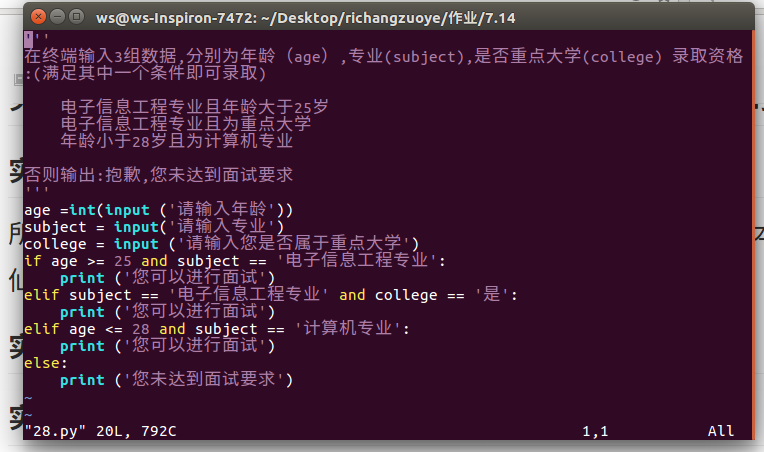 ws@ws-Inspiron-7472: ~/Desktop/richangzuoye/作业/7.14
'''
在终端输入3组数据,分别为年龄（age）,专业(subject),是否重点大学(college) 录取资格
:(满足其中一个条件即可录取)
电子信息工程专业且年龄大于25岁
电子信息工程专业且为重点大学
年龄小于28岁且为计算机专业
否则输出:抱歉,您未达到面试要求
'''
age =int(input ('请输入年龄'))
subject = input('请输入专业')
college = input ('请输入您是否属于重点大学')
if age >= 25 and subject == '电子信息工程专业':
    print ('您可以进行面试')
elif subject == '电子信息工程专业' and college == '是':
    print ('您可以进行面试')
elif age <= 28 and subject == '计算机专业':
    print ('您可以进行面试')
else:
    print ('您未达到面试要求')
~
~
"28.py" 20L, 792C 1,1 All